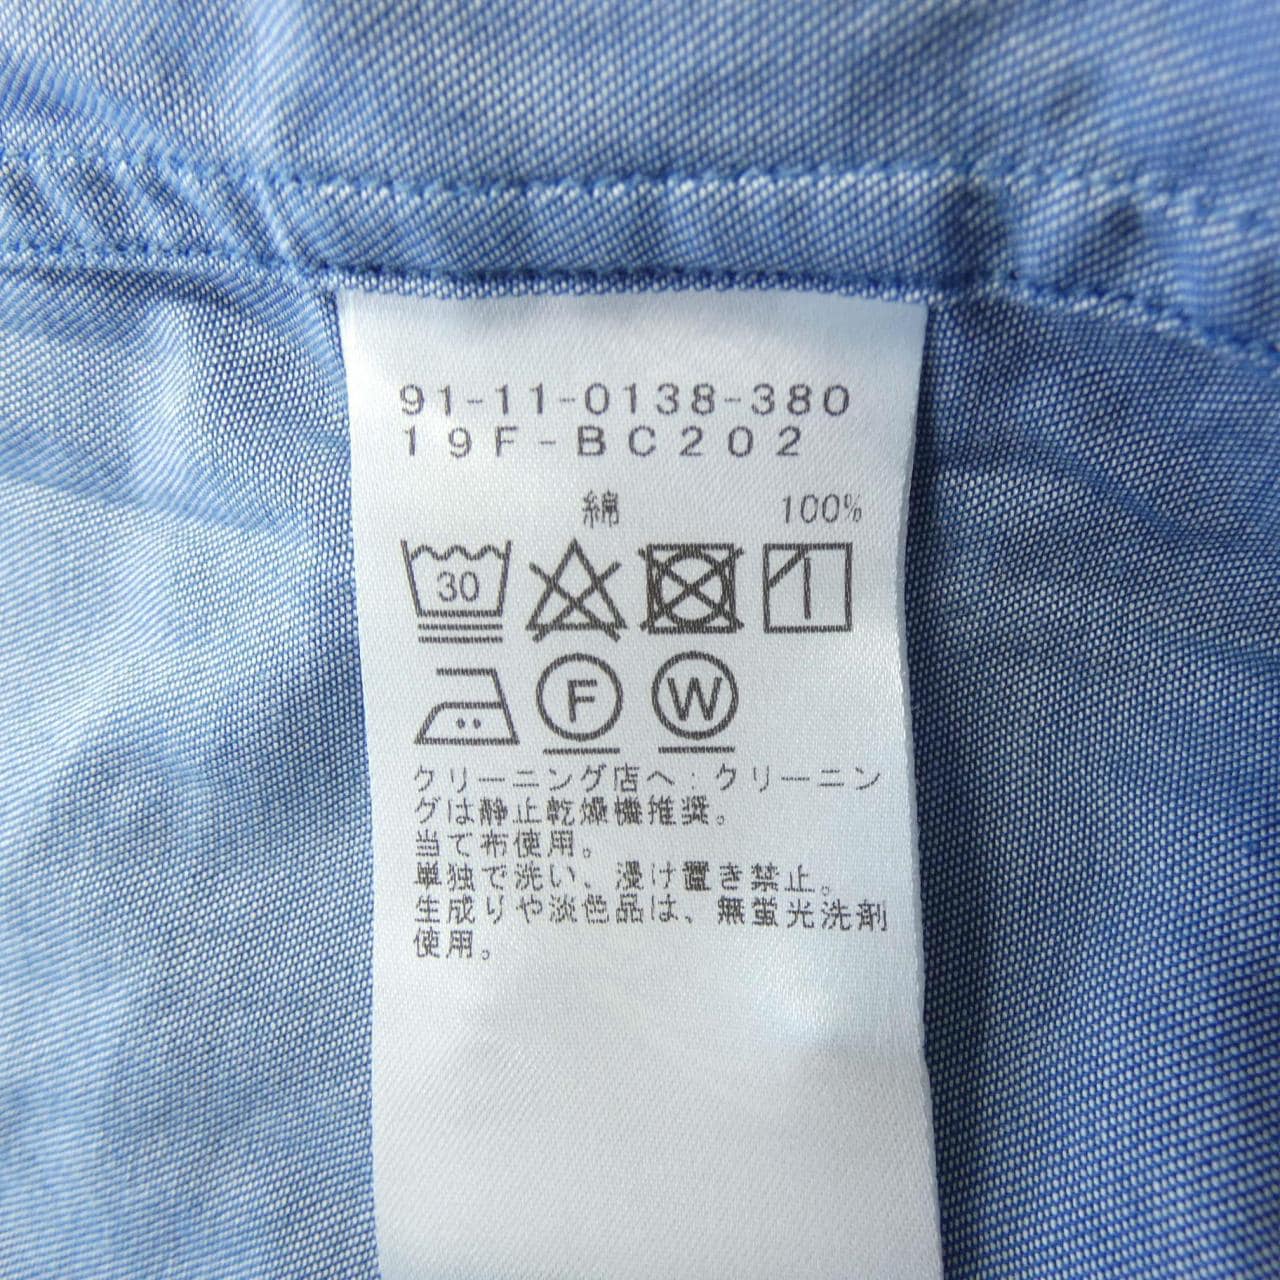 91-11-0138-380
19F-BC202
綿 100%
30
F W
クリーニング店へ:クリーニン
グは静止乾燥機推奨。
当て布使用。
単独で洗い、浸け置き禁止。
生成りや淡色品は、無蛍光洗剤
使用。